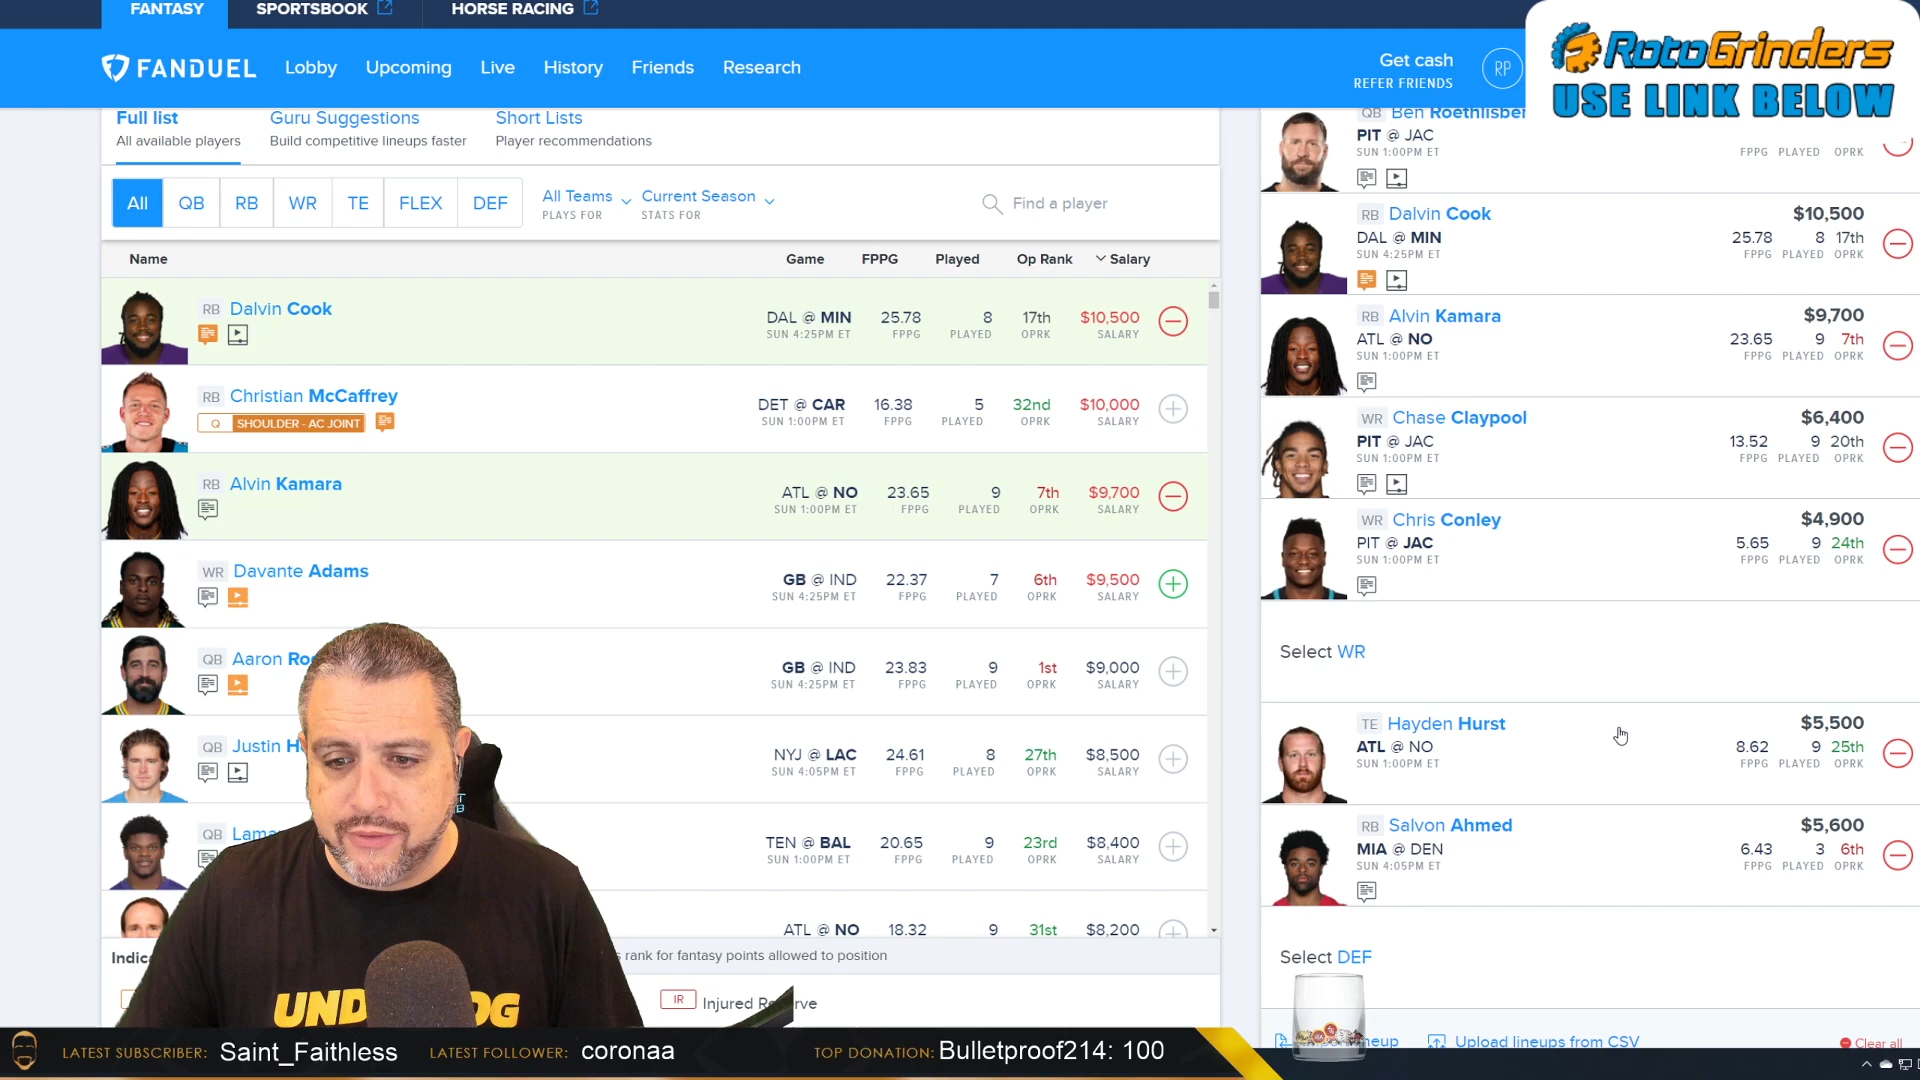 FANTASY SPORTSBOOK HORSE RACING
FANDUEL Lobby Upcoming Live History Friends Research
Get cash
REFER FRIENDS
RP
RotoGrinders
USE LINK BELOW
Full list Guru Suggestions Short Lists
All available players Build competitive lineups faster Player recommendations
All QB RB WR TE FLEX DEF
All Teams Current Season
PLAYS FOR STATS FOR
Find a player
Name Game FPPG Played Op Rank Salary
RB Dalvin Cook
DAL @ MIN 25.78 8 17th $10,500
SUN 4:25PM ET FPPG PLAYED OPRK SALARY
RB Christian McCaffrey
Q SHOULDER - AC JOINT
DET @ CAR 16.38 5 32nd $10,000
SUN 1:00PM ET FPPG PLAYED OPRK SALARY
RB Alvin Kamara
ATL @ NO 23.65 9 7th $9,700
SUN 1:00PM ET FPPG PLAYED OPRK SALARY
WR Davante Adams
GB @ IND 22.37 7 6th $9,500
SUN 4:25PM ET FPPG PLAYED OPRK SALARY
QB Aaron
GB @ IND 23.83 9 1st $9,000
SUN 4:25PM ET FPPG PLAYED OPRK SALARY
QB Justin
NYJ @ LAC 24.61 8 27th $8,500
SUN 4:05PM ET FPPG PLAYED OPRK SALARY
QB
TEN @ BAL 20.65 9 23rd $8,400
SUN 1:00PM ET FPPG PLAYED OPRK SALARY
ATL @ NO 18.32 9 31st $8,200
rank for fantasy points allowed to position
IR Injured
QB Ben
PIT @ JAC
SUN 1:00PM ET FPPG PLAYED OPRK
RB Dalvin Cook $10,500
DAL @ MIN 25.78 8 17th
SUN 4:25PM ET FPPG PLAYED OPRK
RB Alvin Kamara $9,700
ATL @ NO 23.65 9 7th
SUN 1:00PM ET FPPG PLAYED OPRK
WR Chase Claypool $6,400
PIT @ JAC 13.52 9 20th
SUN 1:00PM ET FPPG PLAYED OPRK
WR Chris Conley $4,900
PIT @ JAC 5.65 9 24th
SUN 1:00PM ET FPPG PLAYED OPRK
Select WR
TE Hayden Hurst $5,500
ATL @ NO 8.62 9 25th
SUN 1:00PM ET FPPG PLAYED OPRK
RB Salvon Ahmed $5,600
MIA @ DEN 6.43 3 6th
SUN 4:05PM ET FPPG PLAYED OPRK
Select DEF
Upload lineups from CSV
Clear all
LATEST SUBSCRIBER: Saint_Faithless LATEST FOLLOWER: coronaa TOP DONATION: Bulletproof214: 100